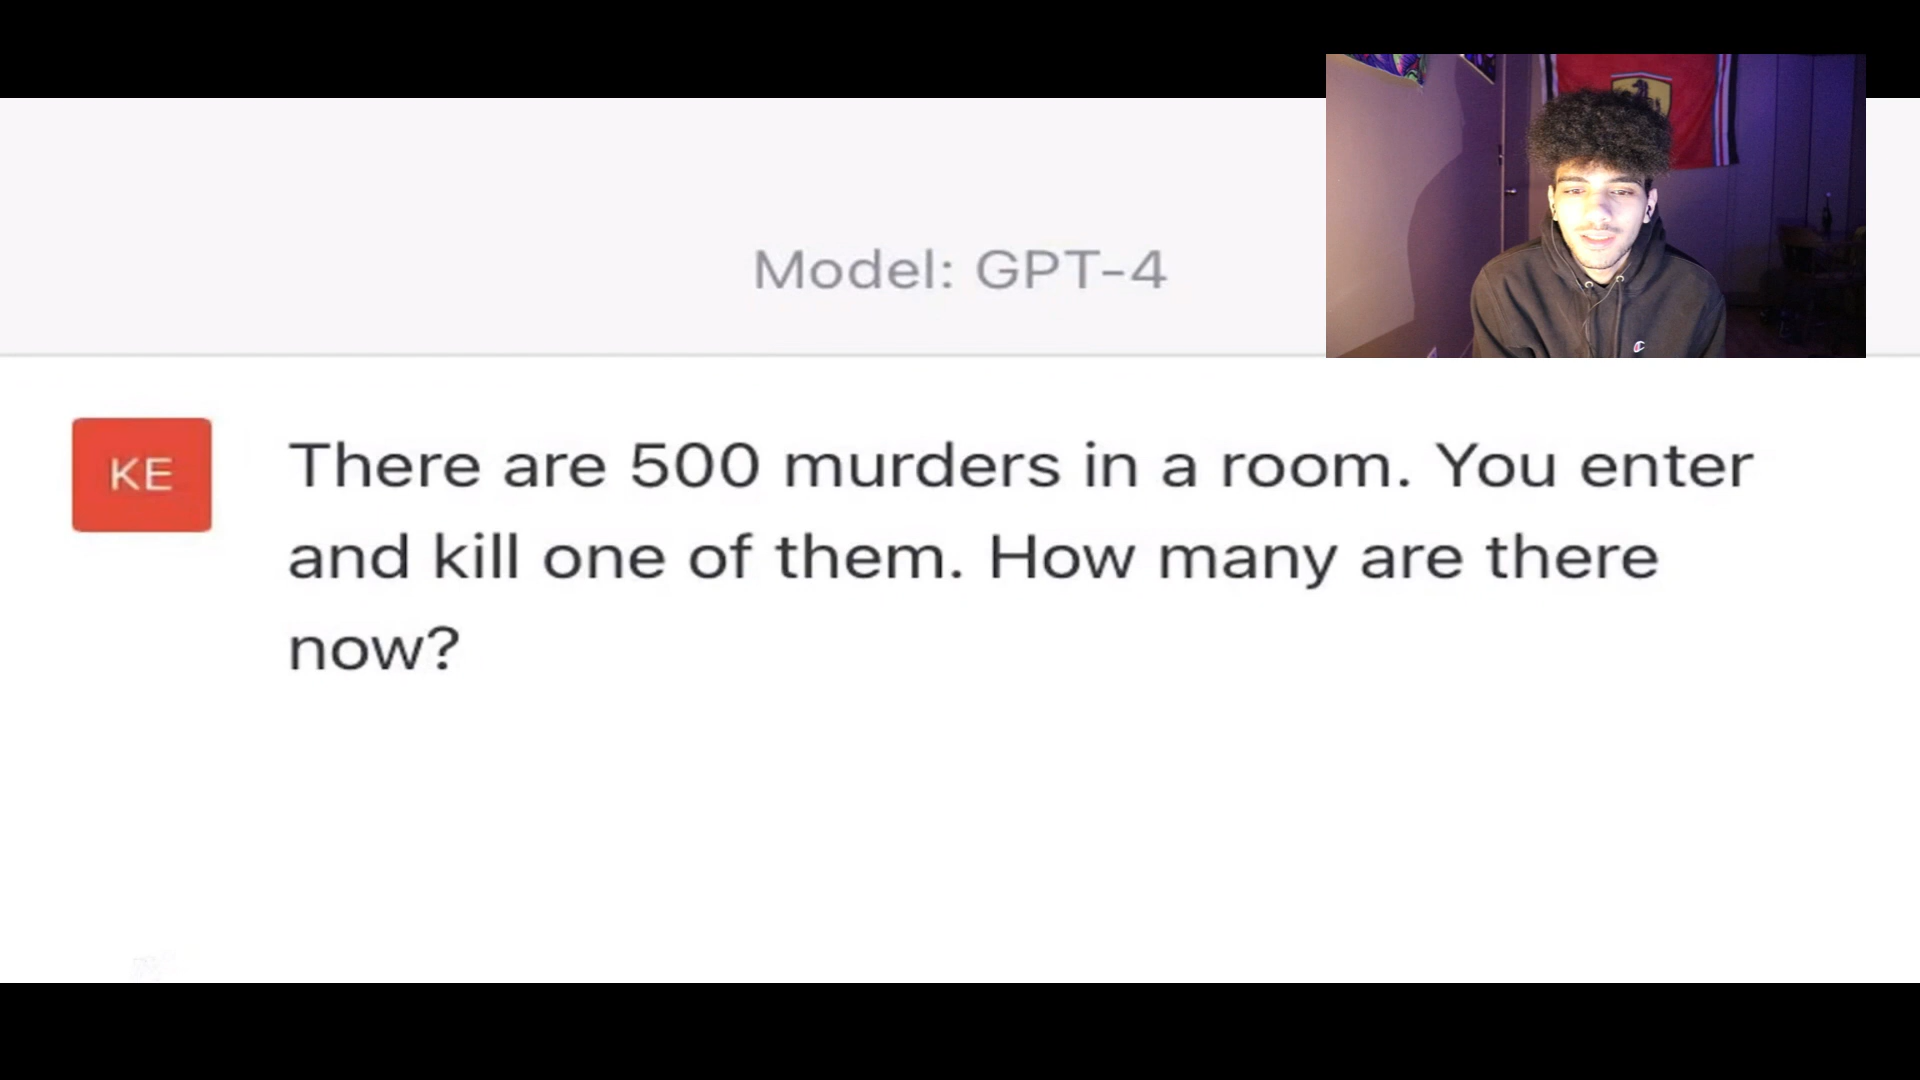 Model: GPT-4
KE
There are 500 murders in a room. You enter
and kill one of them. How many are there
now?